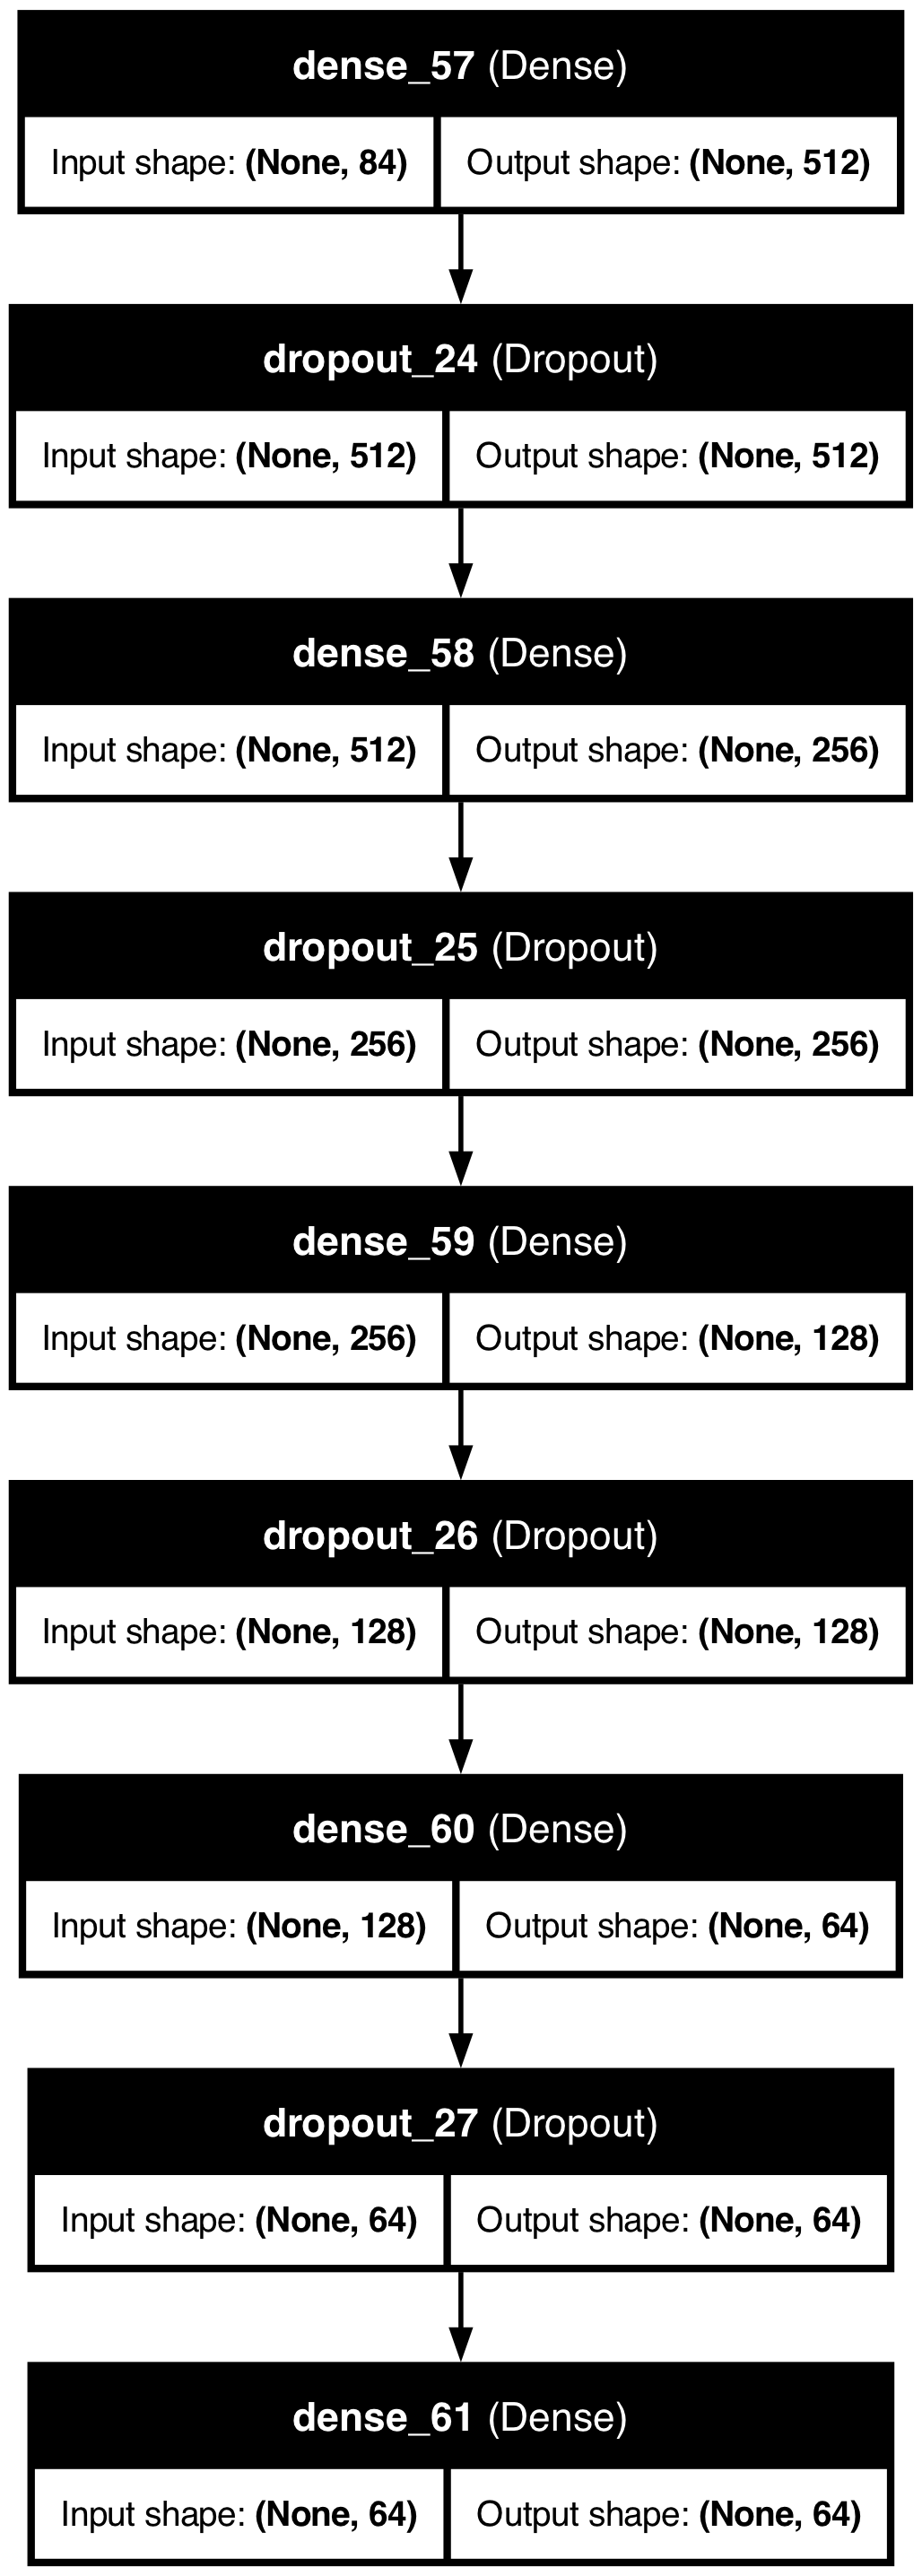 dense_57 (Dense)
Input shape: (None, 84) Output shape: (None, 512)
dropout_24 (Dropout)
Input shape: (None, 512) Output shape: (None, 512)
dense_58 (Dense)
Input shape: (None, 512) Output shape: (None, 256)
dropout_25 (Dropout)
Input shape: (None, 256) Output shape: (None, 256)
dense_59 (Dense)
Input shape: (None, 256) Output shape: (None, 128)
dropout_26 (Dropout)
Input shape: (None, 128) Output shape: (None, 128)
dense_60 (Dense)
Input shape: (None, 128) Output shape: (None, 64)
dropout_27 (Dropout)
Input shape: (None, 64) Output shape: (None, 64)
dense_61 (Dense)
Input shape: (None, 64) Output shape: (None, 64)